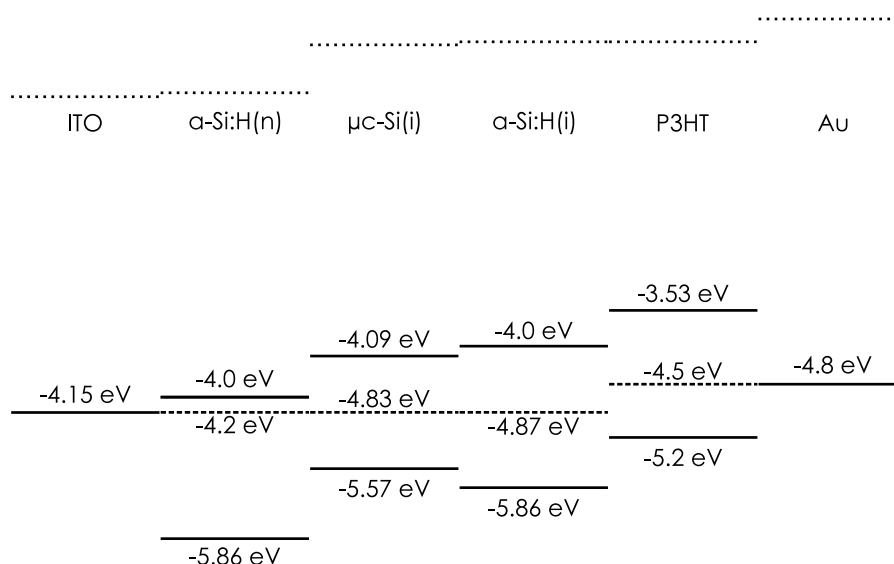 ITO
a-Si:H(n)
µc-Si(i)
a-Si:H(i)
P3HT
Au
-3.53 eV
-4.09 eV
-4.0 eV
-4.15 eV
-4.0 eV
-4.83 eV
-4.5 eV
-4.8 eV
-4.2 eV
-4.87 eV
-5.2 eV
-5.57 eV
-5.86 eV
-5.86 eV